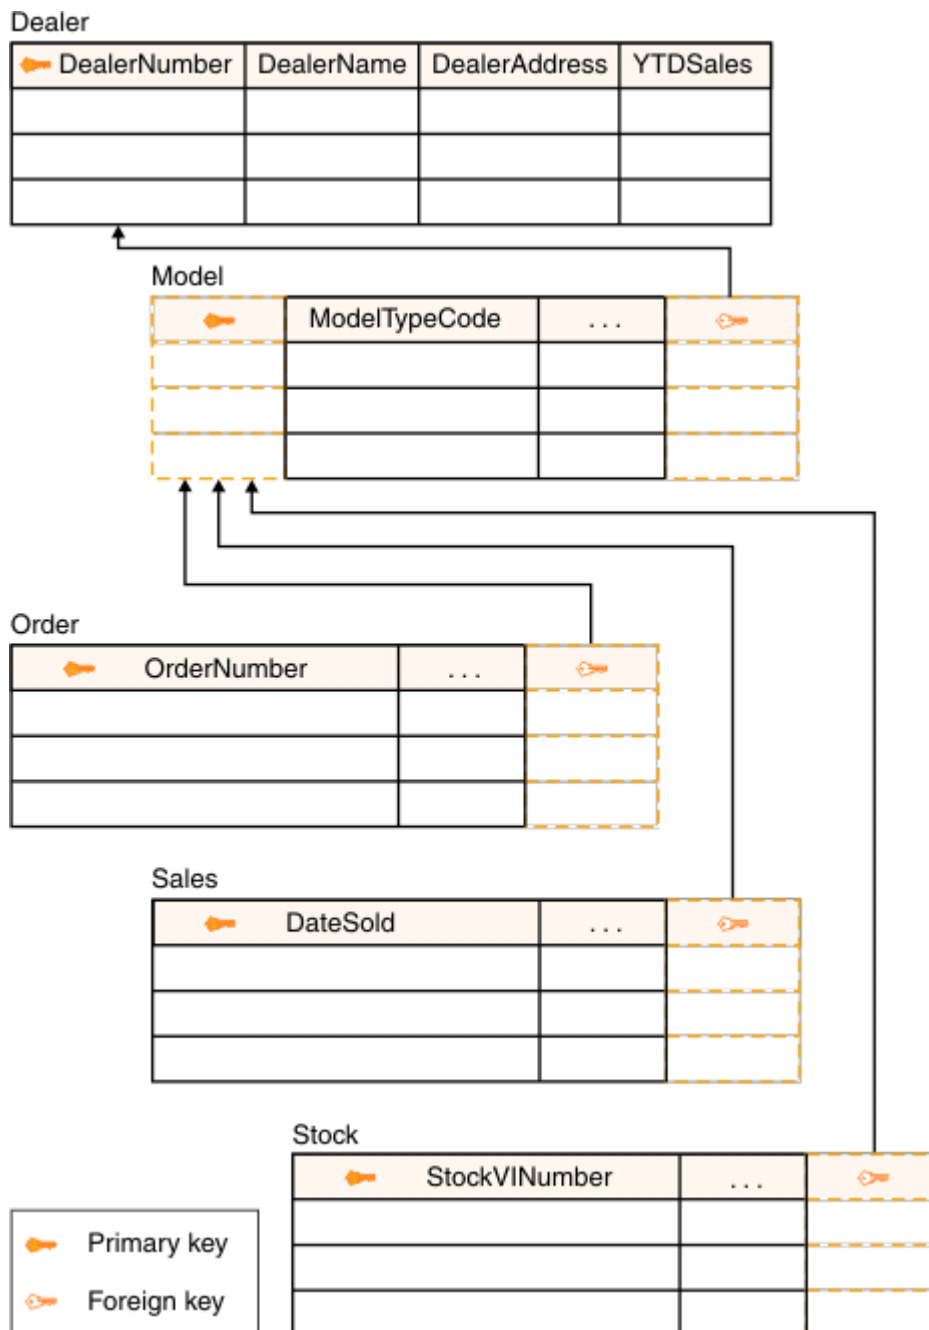 Dealer
DealerNumber DealerName DealerAddress YTDSales
Model
ModelTypeCode ...
Order
OrderNumber ...
Sales
DateSold ...
Stock
StockVINumber ...
Primary key
Foreign key